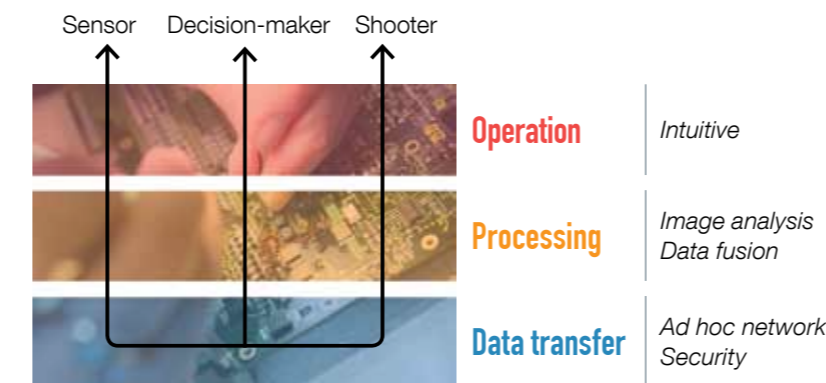 Sensor Decision-maker Shooter
Operation Intuitive
Processing Image analysis
Data fusion
Data transfer Ad hoc network
Security